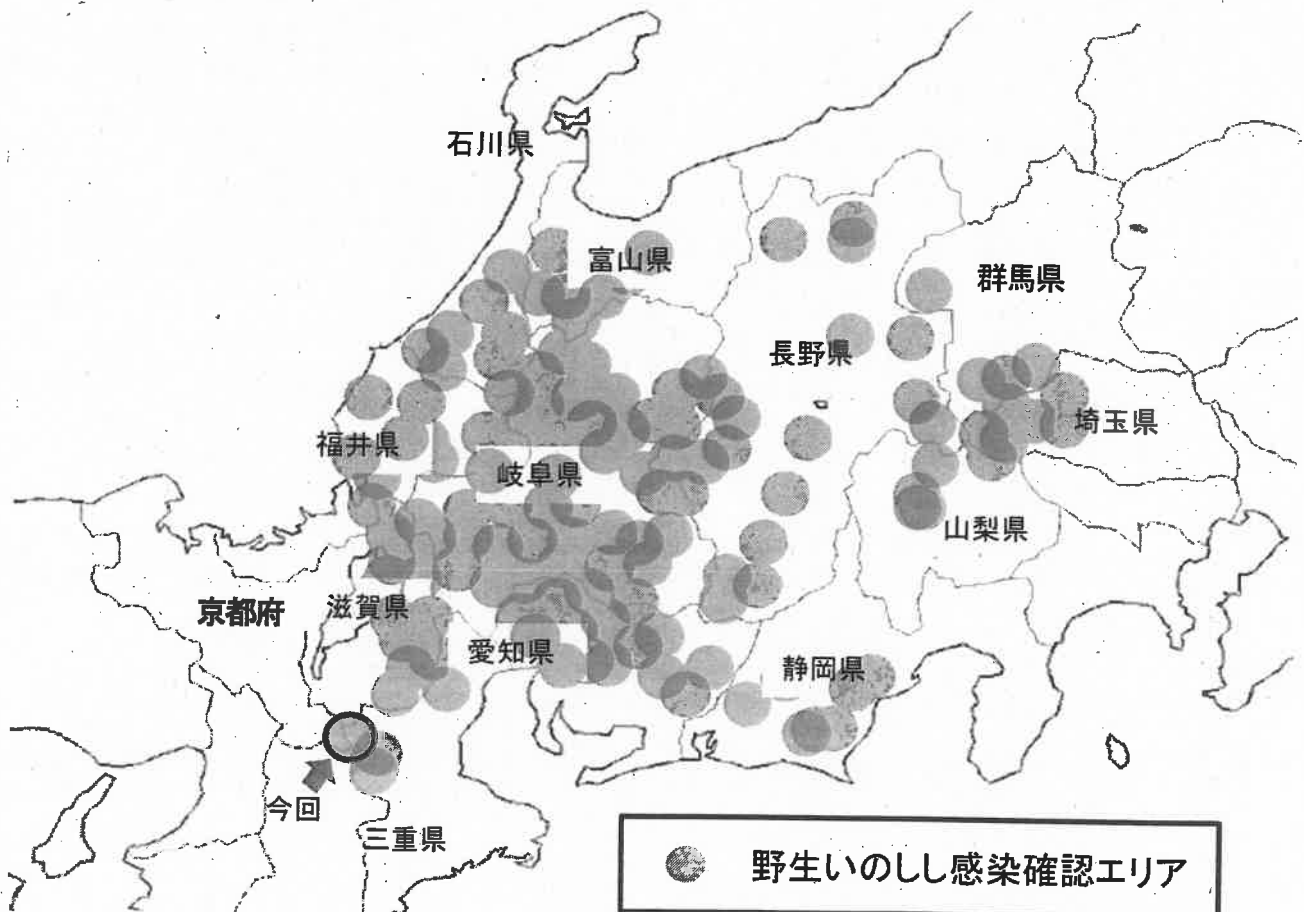 石川県
富山県
群馬県
長野県
福井県
埼玉県
岐阜県
山梨県
京都府
滋賀県
愛知県
静岡県
今回
三重県
野生いのしし感染確認エリア